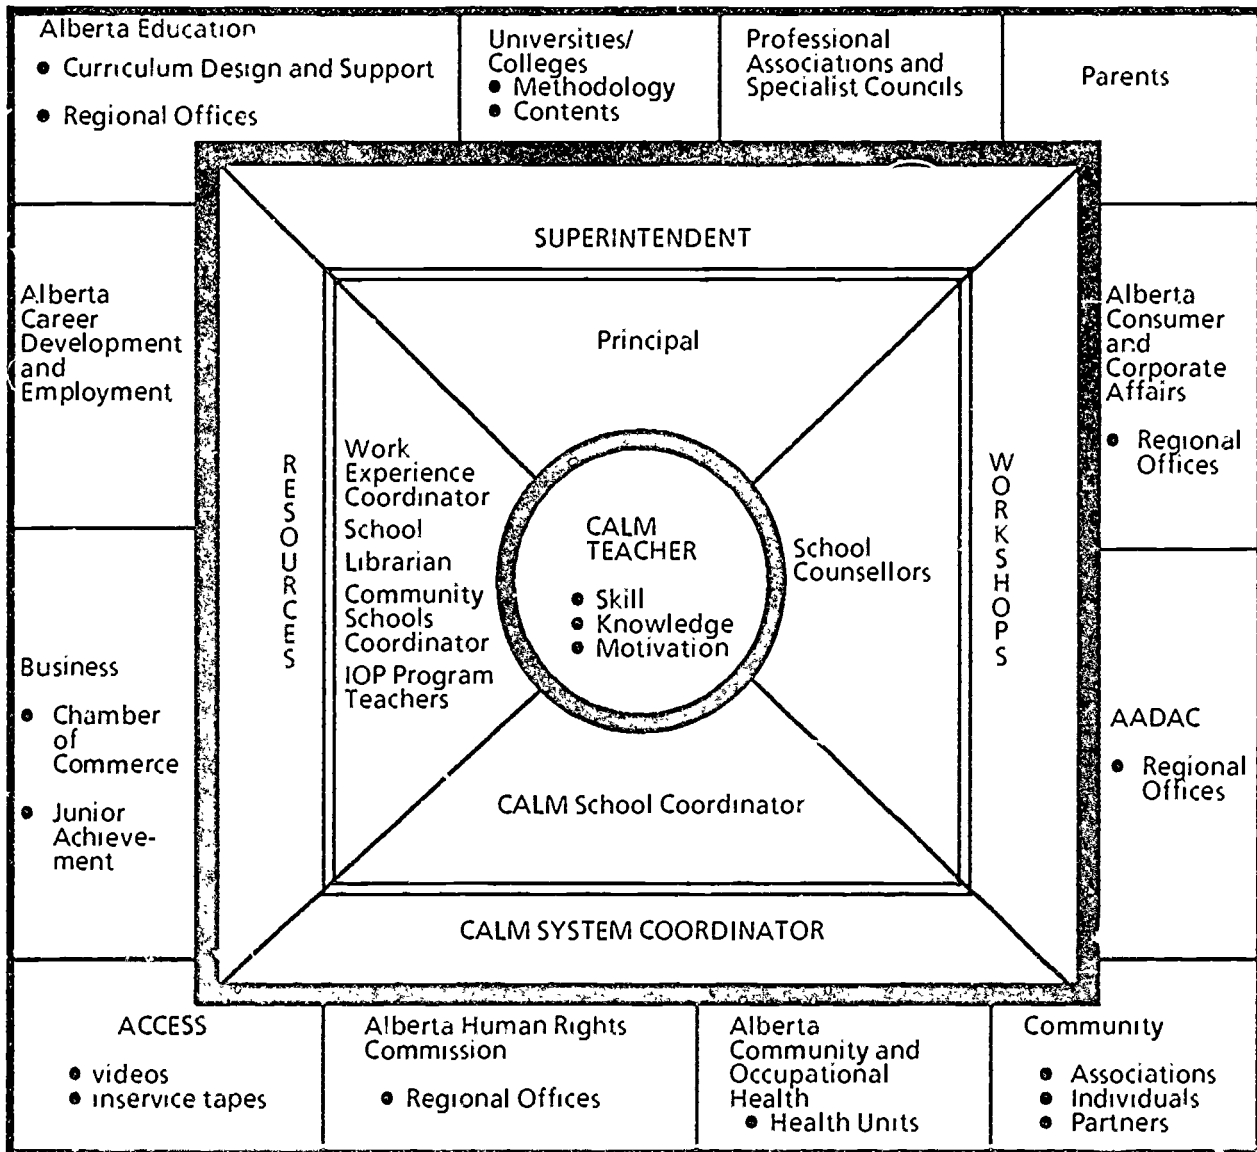 Alberta Education
• Curriculum Design and Support
• Regional Offices
Universities/
Colleges
• Methodology
• Contents
Professional
Associations and
Specialist Councils
Parents
SUPERINTENDENT
Alberta
Career
Development
and
Employment
Principal
Alberta
Consumer
and
Corporate
Affairs
• Regional
Offices
RESOURCES
Work
Experience
Coordinator
School
Librarian
Community
Schools
Coordinator
IOP Program
Teachers
CALM
TEACHER
• Skill
• Knowledge
• Motivation
School
Counsellors
WORKSHOPS
Business
• Chamber
of
Commerce
• Junior
Achieve-
ment
AADAC
• Regional
Offices
CALM School Coordinator
CALM SYSTEM COORDINATOR
ACCESS
• videos
• inservice tapes
Alberta Human Rights
Commission
• Regional Offices
Alberta
Community and
Occupational
Health
• Health Units
Community
• Associations
• Individuals
• Partners